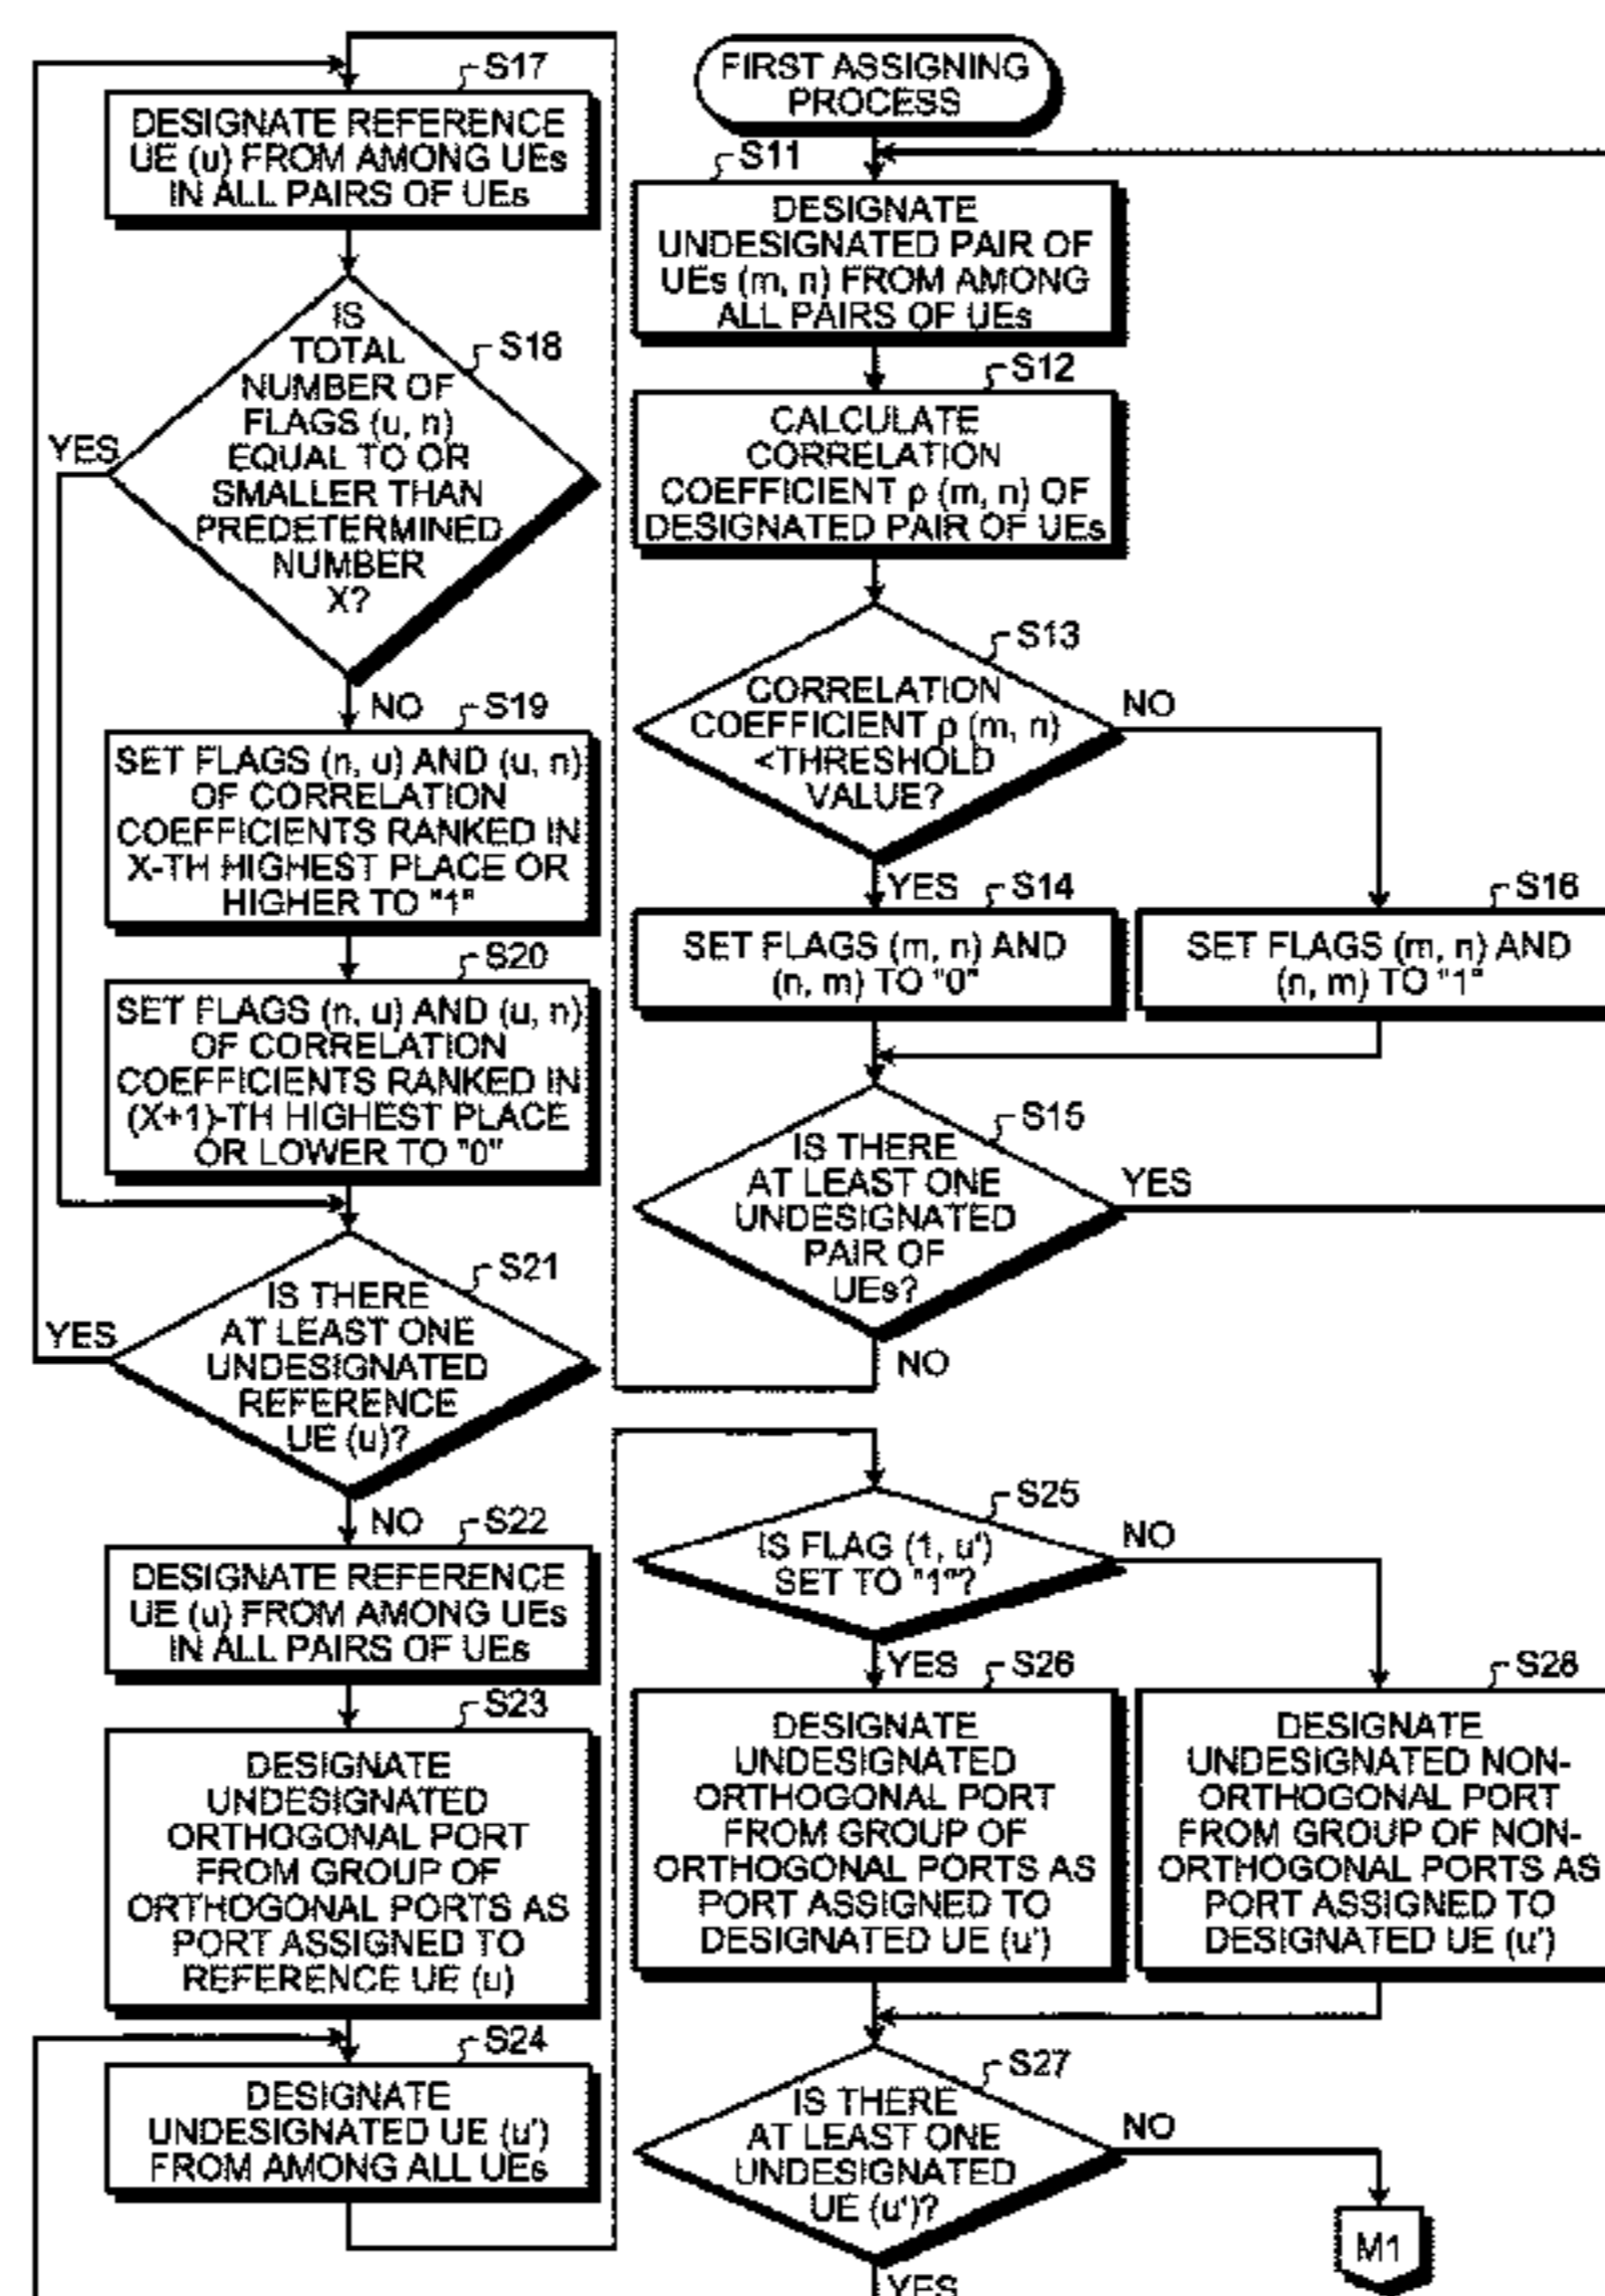 FIRST ASSIGNING
PROCESS
S11
DESIGNATE
UNDESIGNATED PAIR OF
UEs (m, n) FROM AMONG
ALL PAIRS OF UEs
S12
CALCULATE
CORRELATION
COEFFICIENT ρ (m, n) OF
DESIGNATED PAIR OF UEs
S13
CORRELATION
COEFFICIENT ρ (m, n)
<THRESHOLD
VALUE?
NO
YES
S14
SET FLAGS (m, n) AND
(n, m) TO "0"
S16
SET FLAGS (m, n) AND
(n, m) TO "1"
S15
IS THERE
AT LEAST ONE
UNDESIGNATED
PAIR OF
UEs?
YES
NO
S17
DESIGNATE REFERENCE
UE (u) FROM AMONG UEs
IN ALL PAIRS OF UEs
S18
IS
TOTAL
NUMBER OF
FLAGS (u, n)
EQUAL TO OR
SMALLER THAN
PREDETERMINED
NUMBER
X?
YES
NO
S19
SET FLAGS (n, u) AND (u, n)
OF CORRELATION
COEFFICIENTS RANKED IN
X-TH HIGHEST PLACE OR
HIGHER TO "1"
S20
SET FLAGS (n, u) AND (u, n)
OF CORRELATION
COEFFICIENTS RANKED IN
(X+1)-TH HIGHEST PLACE
OR LOWER TO "0"
S21
IS THERE
AT LEAST ONE
UNDESIGNATED
REFERENCE
UE (u)?
YES
NO
S22
DESIGNATE REFERENCE
UE (u) FROM AMONG UEs
IN ALL PAIRS OF UEs
S23
DESIGNATE
UNDESIGNATED
ORTHOGONAL PORT
FROM GROUP OF
ORTHOGONAL PORTS AS
PORT ASSIGNED TO
REFERENCE UE (u)
S24
DESIGNATE
UNDESIGNATED UE (u')
FROM AMONG ALL UEs
S25
IS FLAG (1, u')
SET TO "1"?
NO
YES
S26
DESIGNATE
UNDESIGNATED
ORTHOGONAL PORT
FROM GROUP OF
ORTHOGONAL PORTS AS
PORT ASSIGNED TO
DESIGNATED UE (u')
S28
DESIGNATE
UNDESIGNATED NON-
ORTHOGONAL PORT
FROM GROUP OF NON-
ORTHOGONAL PORTS AS
PORT ASSIGNED TO
DESIGNATED UE (u')
S27
IS THERE
AT LEAST ONE
UNDESIGNATED
UE (u')?
NO
YES
M1